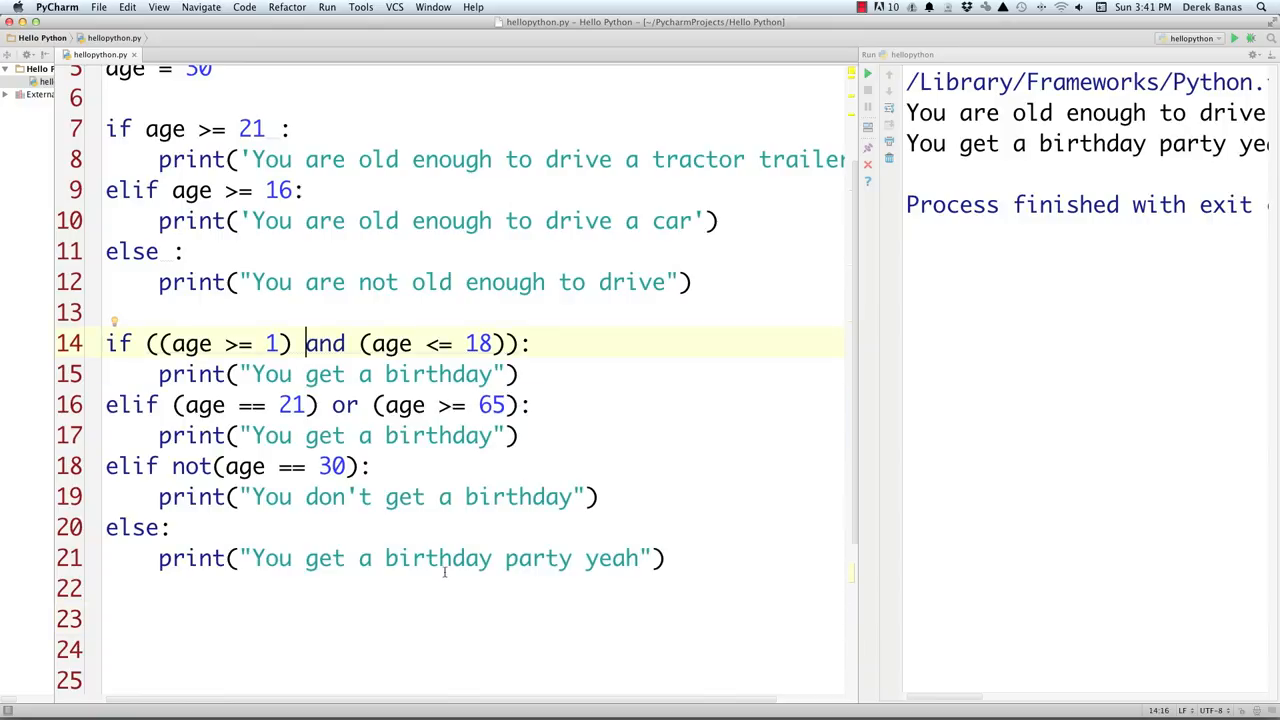 PyCharm File Edit View Navigate Code Refactor Run Tools VCS Window Help 10 Sun 3:41 PM Derek Banas
hellopython.py - Hello Python - [~/PycharmProjects/Hello Python]
Hello Python hellopython.py hellopython
hellopython.py Run hellopython
Hello P
hell
Extern
5 age = 30
6
7 if age >= 21 :
8 print('You are old enough to drive a tractor trailer
9 elif age >= 16:
10 print('You are old enough to drive a car')
11 else :
12 print("You are not old enough to drive")
13
14 if ((age >= 1) and (age <= 18)):
15 print("You get a birthday")
16 elif (age == 21) or (age >= 65):
17 print("You get a birthday")
18 elif not(age == 30):
19 print("You don't get a birthday")
20 else:
21 print("You get a birthday party yeah")
22
23
24
25
/Library/Frameworks/Python.
You are old enough to drive
You get a birthday party ye
Process finished with exit
14:16 LF UTF-8